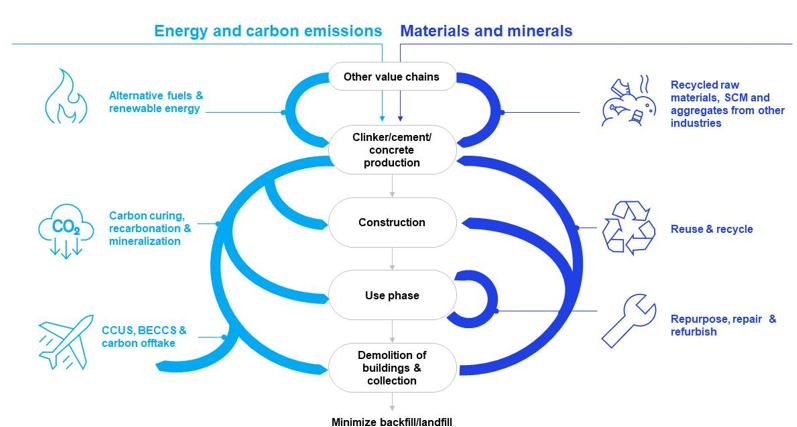 Energy and carbon emissions
Materials and minerals
Other value chains
Alternative fuels &
renewable energy
Recycled raw
materials, SCM and
aggregates from other
industries
Clinker/cement/
concrete
production
Carbon curing,
recarbonation &
mineralization
CO2
Construction
Reuse & recycle
Use phase
CCUS, BECCS &
carbon offtake
Repurpose, repair &
refurbish
Demolition of
buildings &
collection
Minimize backfill/landfill